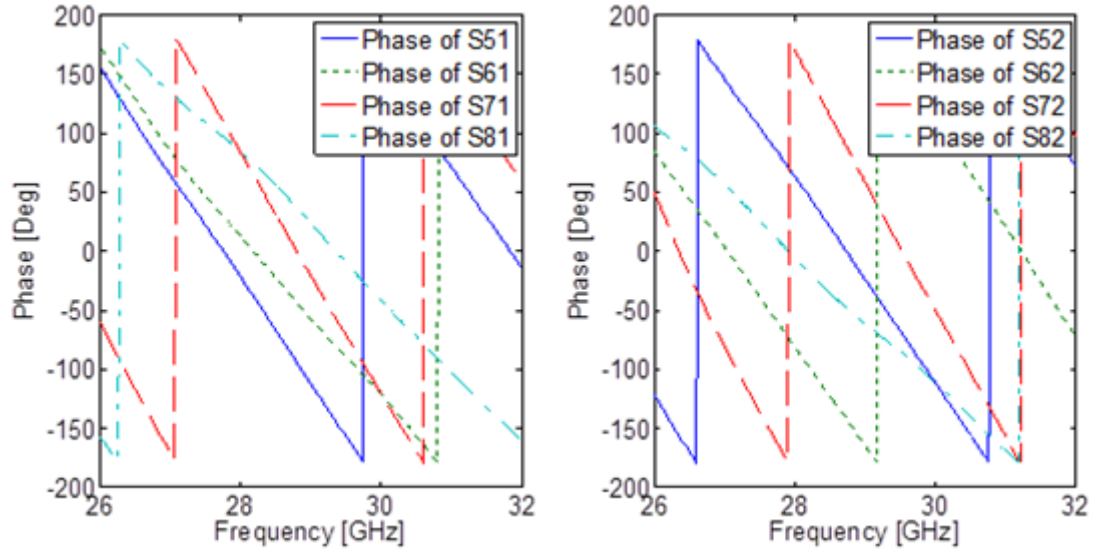 200
150
100
50
0
-50
-100
-150
-200
Phase [Deg]
26
28
30
32
Frequency [GHz]
Phase of S51
Phase of S61
Phase of S71
Phase of S81
200
150
100
50
0
-50
-100
-150
-200
Phase [Deg]
26
28
30
32
Frequency [GHz]
Phase of S52
Phase of S62
Phase of S72
Phase of S82